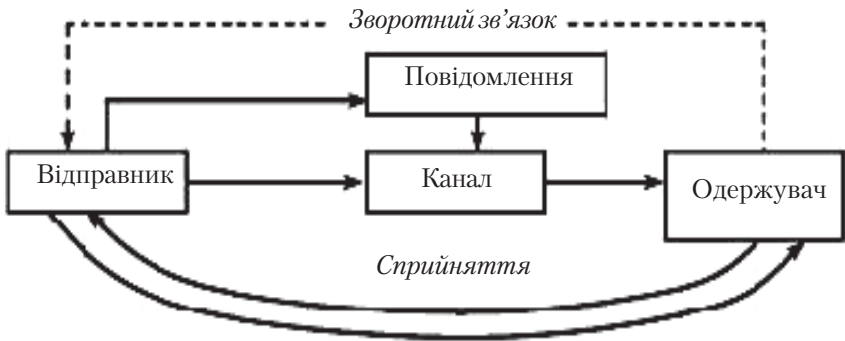 Зворотний зв’язок
Повідомлення
Відправник
Канал
Одержувач
Сприйняття